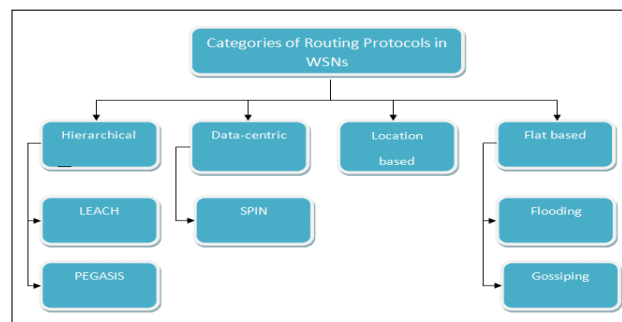 Categories of Routing Protocols in
WSNs
Hierarchical
Data-centric
Location
based
Flat based
LEACH
SPIN
Flooding
PEGASIS
Gossiping